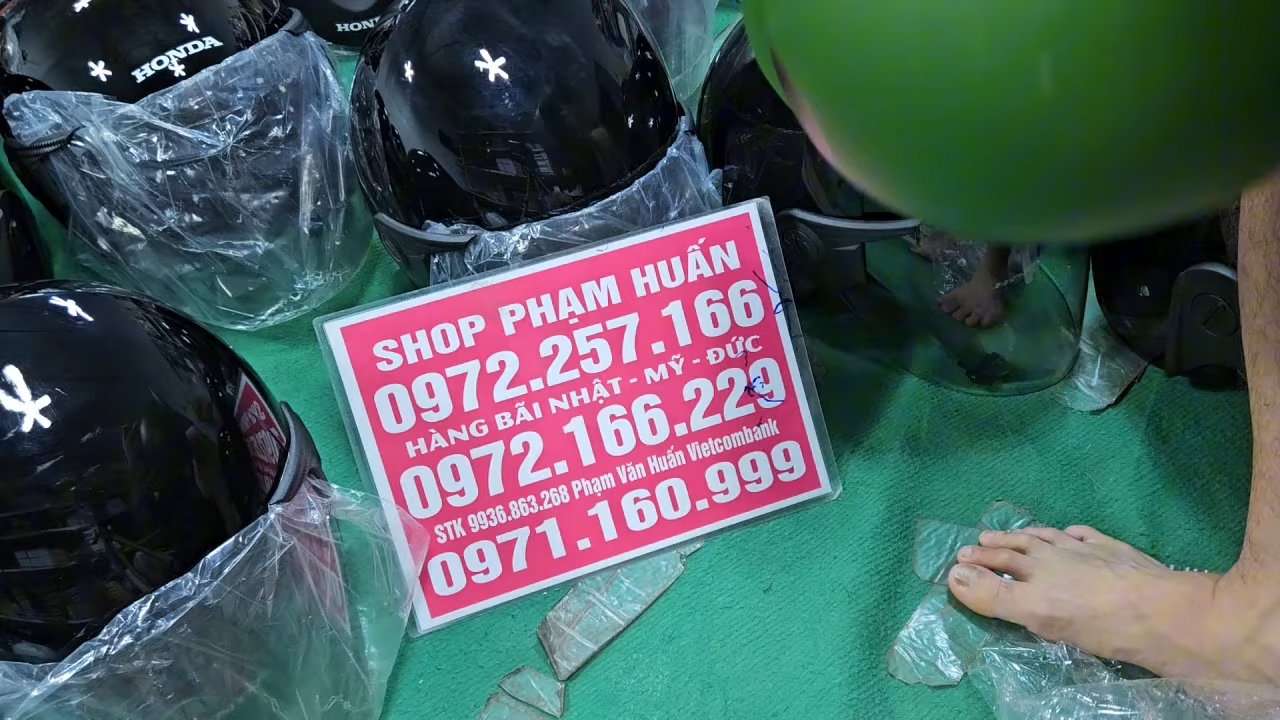 HONDA
HON
SHOP PHẠM HUẤN
0972.257.166
HÀNG BÃI NHẬT - MỸ - ĐỨC
0972.166.229
STK 9936.863.268 Phạm Văn Huấn Vietcombank
0971.160.999